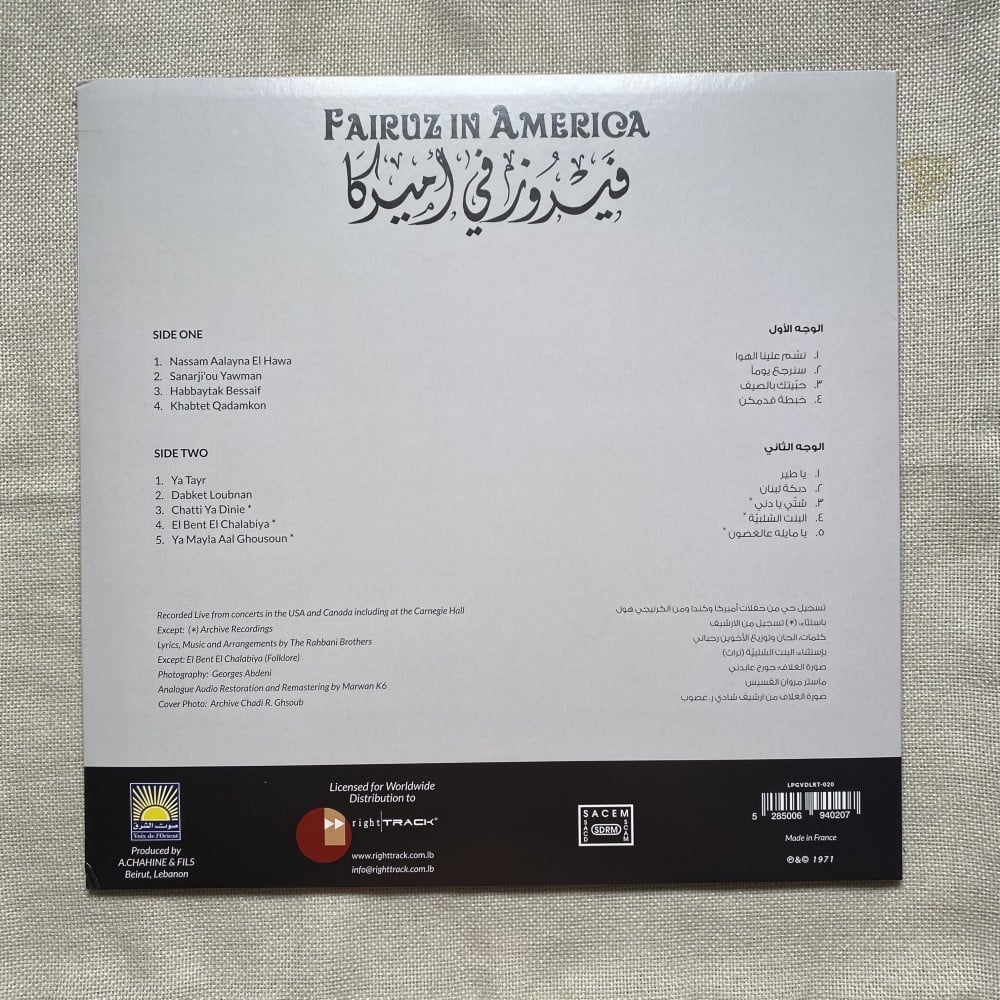 FAIRUZ IN AMERICA
فَيْرُوز في أميركا
SIDE ONE
1. Nassam Aalayna El Hawa
2. Sanarji'ou Yawman
3. Habbaytak Bessaif
4. Khabtet Qadamkon
الوجه الأول
١. نسّم علينا الهوا
٢. سنرجع يوماً
٣. حبّيتك بالصيف
٤. خبطة قدمكن
SIDE TWO
1. Ya Tayr
2. Dabket Loubnan
3. Chatti Ya Dinie *
4. El Bent El Chalabiya *
5. Ya Mayla Aal Ghousoun *
الوجه الثاني
١. يا طير
٢. دبكة لبنان
٣. شتّي يا دني *
٤. البنت الشلبيّة *
٥. يا مايله عالغصون *
Recorded Live from concerts in the USA and Canada including at the Carnegie Hall
Except: (*) Archive Recordings
Lyrics, Music and Arrangements by The Rahbani Brothers
Except: El Bent El Chalabiya (Folklore)
Photography: Georges Abdeni
Analogue Audio Restoration and Remastering by Marwan K6
Cover Photo: Archive Chadi R. Ghsoub
تسجيل حي من حفلات أميركا وكندا ومن الكرنيجي هول
باستثناء: (*) تسجيل من الارشيف
كلمات، الحان وتوزيع الأخوين رحباني
بإستثناء: البنت الشلبيّة (تراث)
صورة الغلاف: جورج عابدني
ماستر مروان القسيس
صورة الغلاف من ارشيف شادي ر. غصوب
صوت الشرق
Voix de l'Orient
Produced by
A.CHAHINE & FILS
Beirut, Lebanon
Licensed for Worldwide
Distribution to
right TRACK®
www.righttrack.com.lb
info@righttrack.com.lb
SACEM
SACD
SDRM
SCAM
LPGVDLRT-020
5 285006 940207
Made in France
℗&© 1971